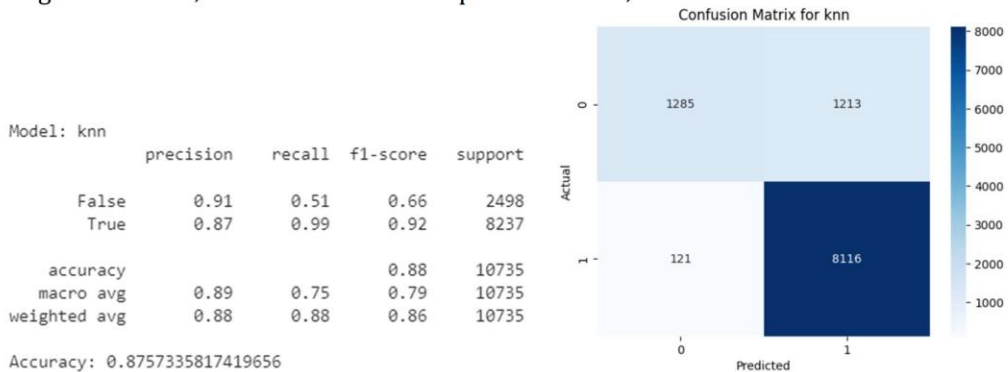 Model: knn
precision recall f1-score support
False 0.91 0.51 0.66 2498
True 0.87 0.99 0.92 8237
accuracy 0.88 10735
macro avg 0.89 0.75 0.79 10735
weighted avg 0.88 0.88 0.86 10735
Accuracy: 0.8757335817419656
Confusion Matrix for knn
0
1285 1213
Actual
1
121 8116
0 1
Predicted
8000
7000
6000
5000
4000
3000
2000
1000